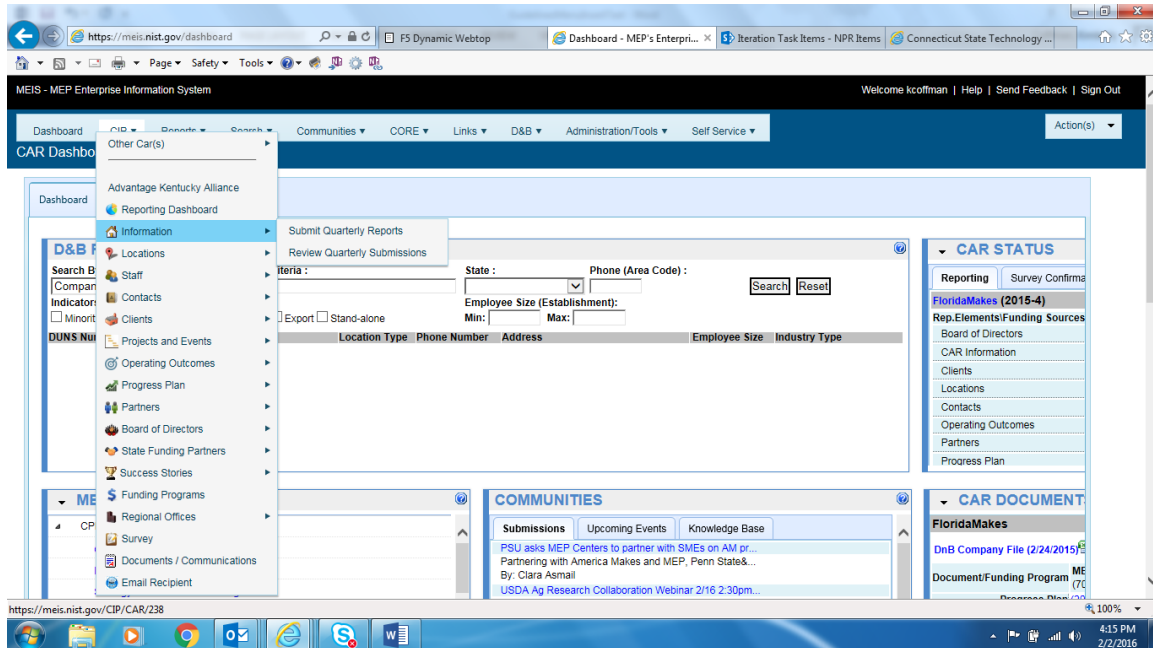 https://meis.nist.gov/dashboard
F5 Dynamic Webtop
Dashboard - MEP's Enterpri...
Iteration Task Items - NPR Items
Connecticut State Technology ...
Page Safety Tools
MEIS - MEP Enterprise Information System
Welcome kcoffman | Help | Send Feedback | Sign Out
Dashboard CIP Reports Search Communities CORE Links D&B Administration/Tools Self Service
Action(s)
CAR Dashbo
Other Car(s)
Advantage Kentucky Alliance
Reporting Dashboard
Information
Locations
Staff
Contacts
Clients
Projects and Events
Operating Outcomes
Progress Plan
Partners
Board of Directors
State Funding Partners
Success Stories
Funding Programs
Regional Offices
Survey
Documents / Communications
Email Recipient
Submit Quarterly Reports
Review Quarterly Submissions
Dashboard
D&B
Search B
iteria :
State :
Phone (Area Code) :
Compan
Search Reset
Indicators
Employee Size (Establishment):
Minorit
Export Stand-alone
Min: Max:
DUNS Nu
Location Type Phone Number Address Employee Size Industry Type
CAR STATUS
Reporting Survey Confirma
FloridaMakes (2015-4)
Rep.Elements\Funding Sources
Board of Directors
CAR Information
Clients
Locations
Contacts
Operating Outcomes
Partners
Progress Plan
ME
CP
COMMUNITIES
Submissions Upcoming Events Knowledge Base
PSU asks MEP Centers to partner with SMEs on AM pr...
Partnering with America Makes and MEP, Penn State&...
By: Clara Asmail
USDA Ag Research Collaboration Webinar 2/16 2:30pm...
CAR DOCUMENT
FloridaMakes
DnB Company File (2/24/2015)
Document/Funding Program
ME
(70
https://meis.nist.gov/CIP/CAR/238
100%
4:15 PM
2/2/2016